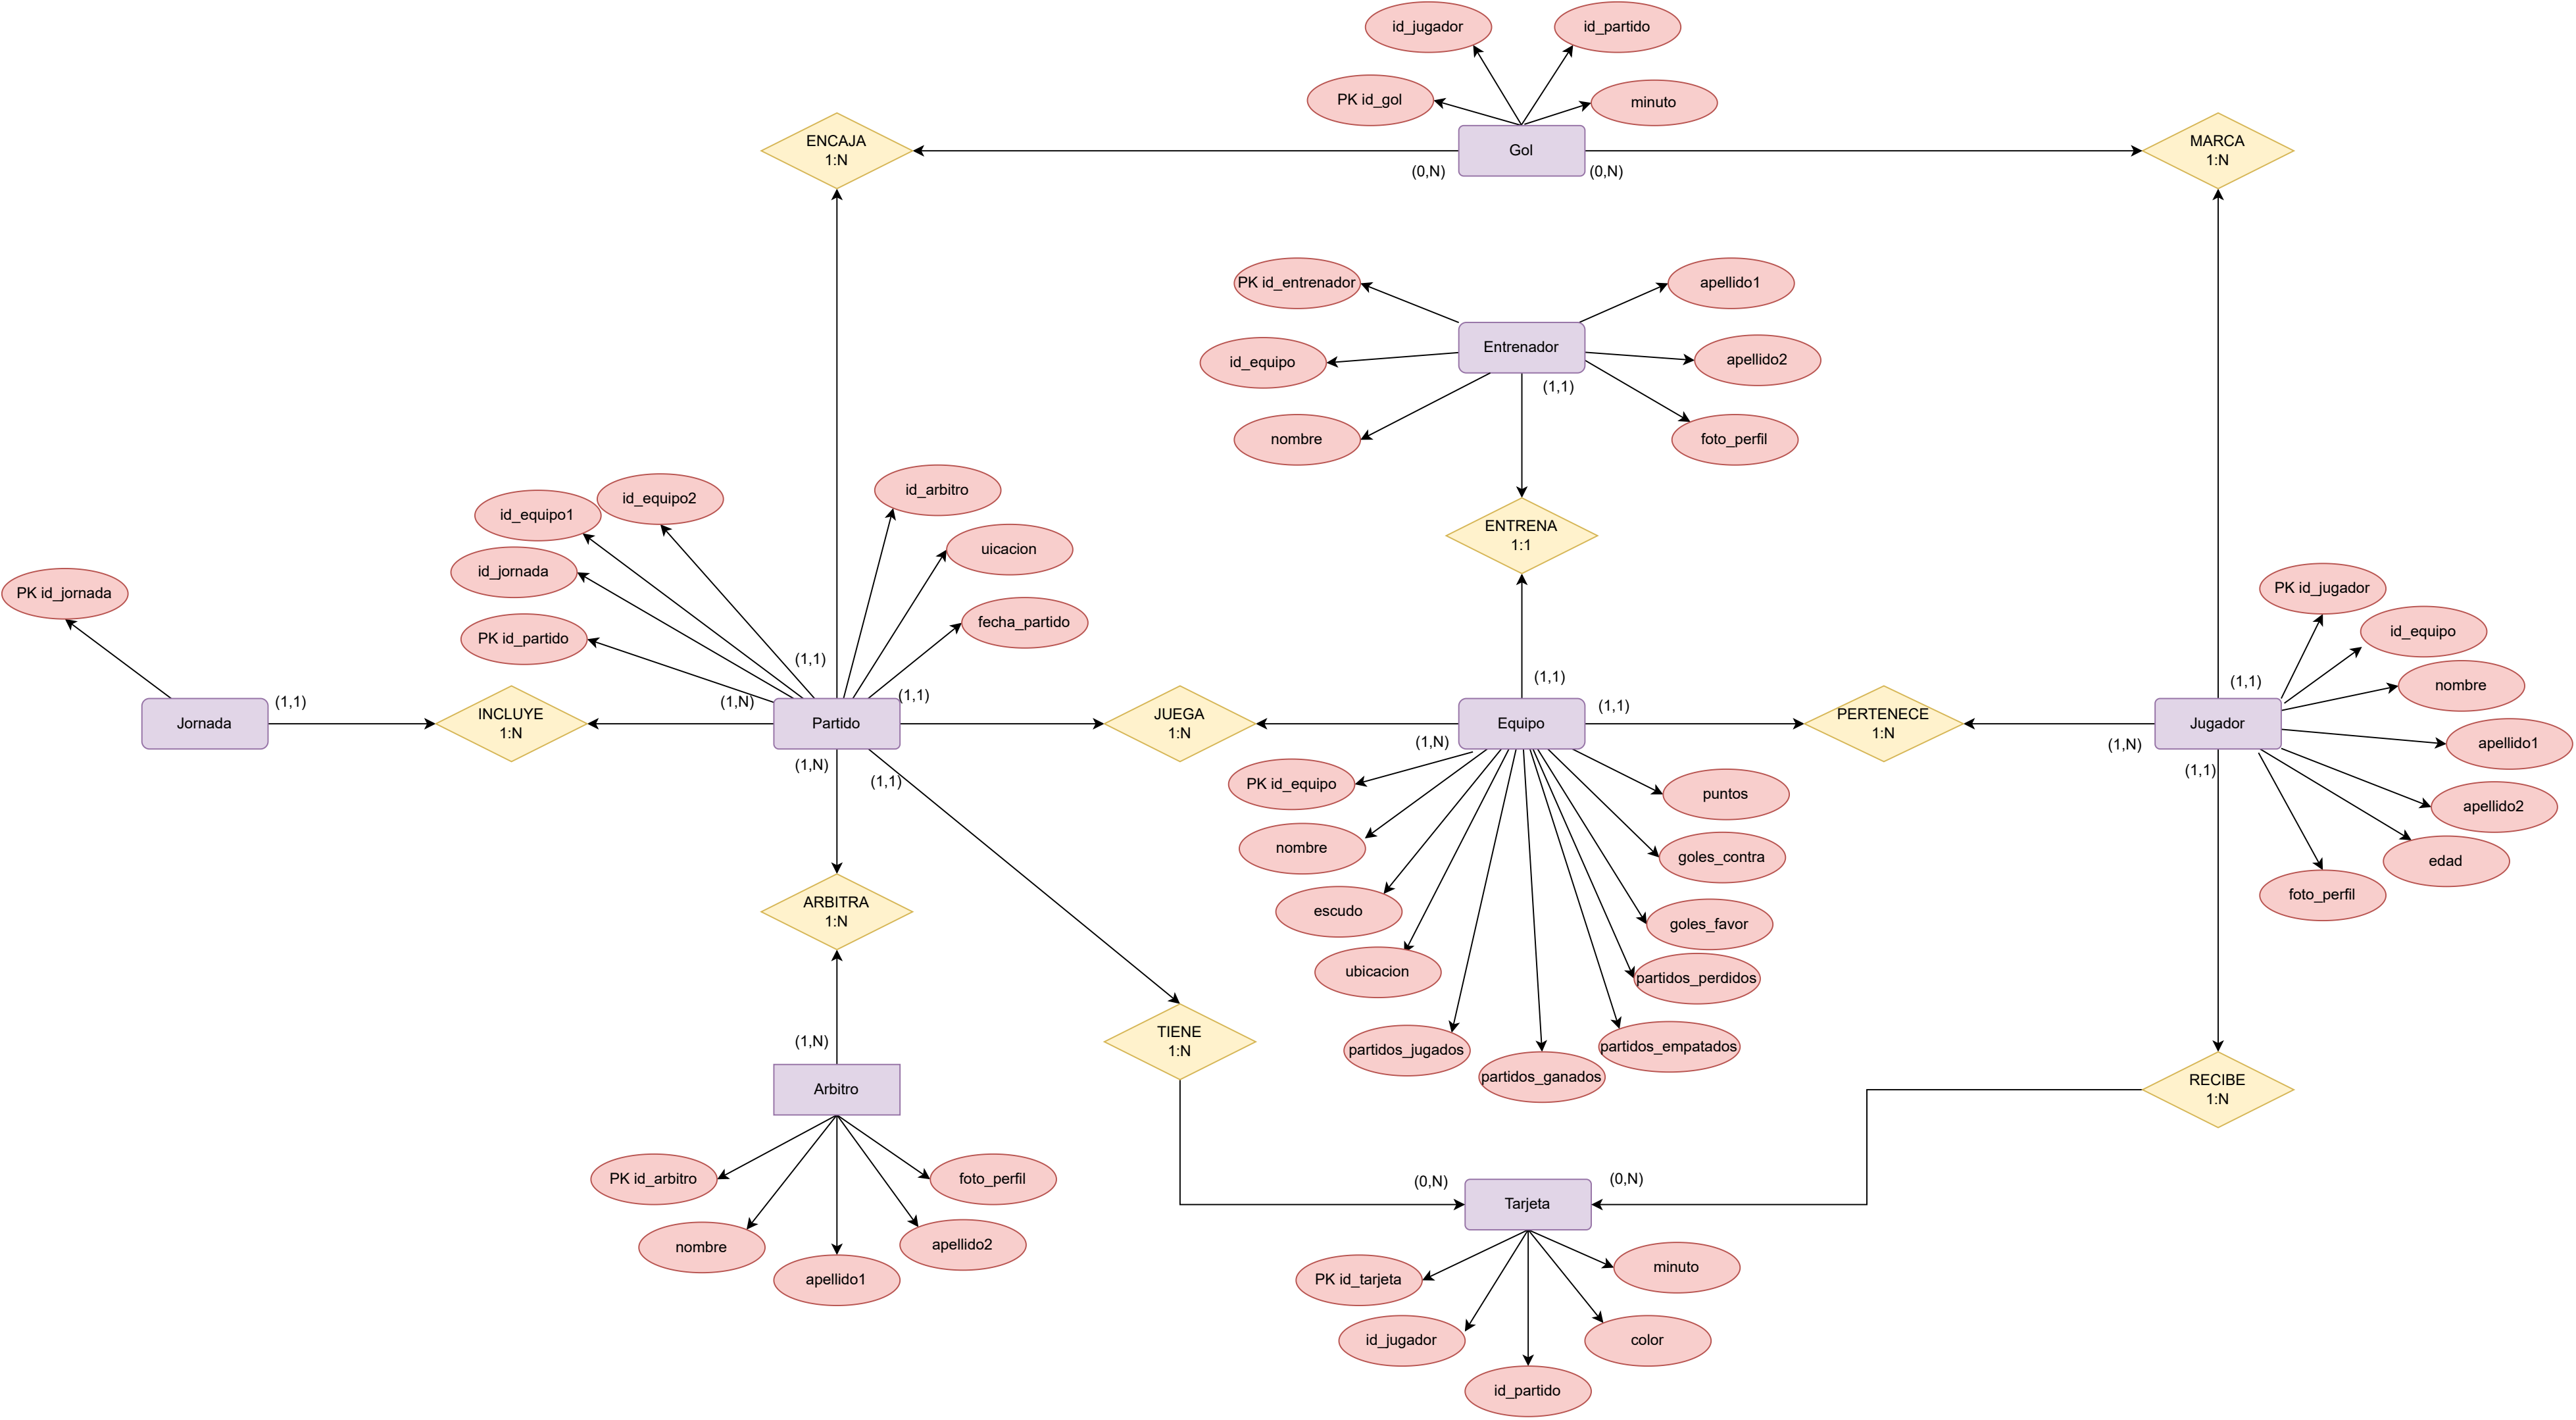 id_jugador
id_partido
PK id_gol
minuto
ENCAJA
1:N
Gol
MARCA
1:N
(0,N)
(0,N)
PK id_entrenador
apellido1
Entrenador
id_equipo
apellido2
(1,1)
nombre
foto_perfil
id_equipo1
id_equipo2
id_arbitro
ENTRENA
1:1
id_jornada
uicacion
PK id_jornada
PK id_partido
fecha_partido
PK id_jugador
id_equipo
nombre
(1,1)
(1,1)
(1,1)
(1,1)
(1,N)
(1,1)
(1,1)
Jornada
INCLUYE
1:N
Partido
JUEGA
1:N
Equipo
PERTENECE
1:N
Jugador
apellido1
(1,N)
(1,1)
(1,N)
(1,N)
(1,1)
PK id_equipo
puntos
apellido2
nombre
goles_contra
edad
escudo
goles_favor
foto_perfil
ARBITRA
1:N
ubicacion
partidos_perdidos
partidos_jugados
partidos_ganados
partidos_empatados
(1,N)
TIENE
1:N
Arbitro
RECIBE
1:N
PK id_arbitro
foto_perfil
(0,N)
(0,N)
Tarjeta
nombre
apellido2
apellido1
PK id_tarjeta
minuto
id_jugador
color
id_partido